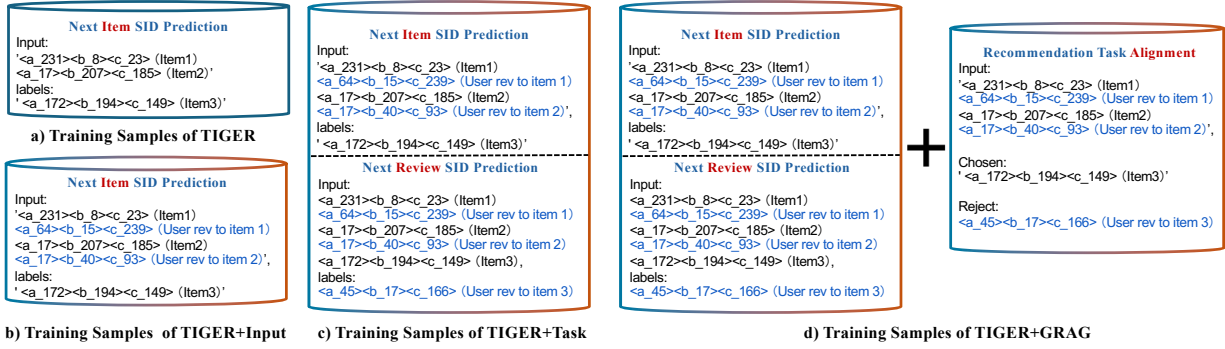 Next Item SID Prediction
Input:
'<a_231><b_8><c_23> (Item1)
<a_17><b_207><c_185> (Item2)'
labels:
' <a_172><b_194><c_149> (Item3)'
a) Training Samples of TIGER
Next Item SID Prediction
Input:
'<a_231><b_8><c_23> (Item1)
<a_64><b_15><c_239> (User rev to item 1)
<a_17><b_207><c_185> (Item2)
<a_17><b_40><c_93> (User rev to item 2)',
labels:
' <a_172><b_194><c_149> (Item3)'
b) Training Samples of TIGER+Input
Next Item SID Prediction
Input:
'<a_231><b_8><c_23> (Item1)
<a_64><b_15><c_239> (User rev to item 1)
<a_17><b_207><c_185> (Item2)
<a_17><b_40><c_93> (User rev to item 2)',
labels:
' <a_172><b_194><c_149> (Item3)'
Next Review SID Prediction
Input:
<a_231><b_8><c_23> (Item1)
<a_64><b_15><c_239> (User rev to item 1)
<a_17><b_207><c_185> (Item2)
<a_17><b_40><c_93> (User rev to item 2)
<a_172><b_194><c_149> (Item3),
labels:
<a_45><b_17><c_166> (User rev to item 3)
c) Training Samples of TIGER+Task
Next Item SID Prediction
Input:
'<a_231><b_8><c_23> (Item1)
<a_64><b_15><c_239> (User rev to item 1)
<a_17><b_207><c_185> (Item2)
<a_17><b_40><c_93> (User rev to item 2)',
labels:
' <a_172><b_194><c_149> (Item3)'
Next Review SID Prediction
Input:
<a_231><b_8><c_23> (Item1)
<a_64><b_15><c_239> (User rev to item 1)
<a_17><b_207><c_185> (Item2)
<a_17><b_40><c_93> (User rev to item 2)
<a_172><b_194><c_149> (Item3),
labels:
<a_45><b_17><c_166> (User rev to item 3)
+
Recommendation Task Alignment
Input:
'<a_231><b_8><c_23> (Item1)
<a_64><b_15><c_239> (User rev to item 1)
<a_17><b_207><c_185> (Item2)
<a_17><b_40><c_93> (User rev to item 2)',
Chosen:
' <a_172><b_194><c_149> (Item3)'
Reject:
<a_45><b_17><c_166> (User rev to item 3)
d) Training Samples of TIGER+GRAG